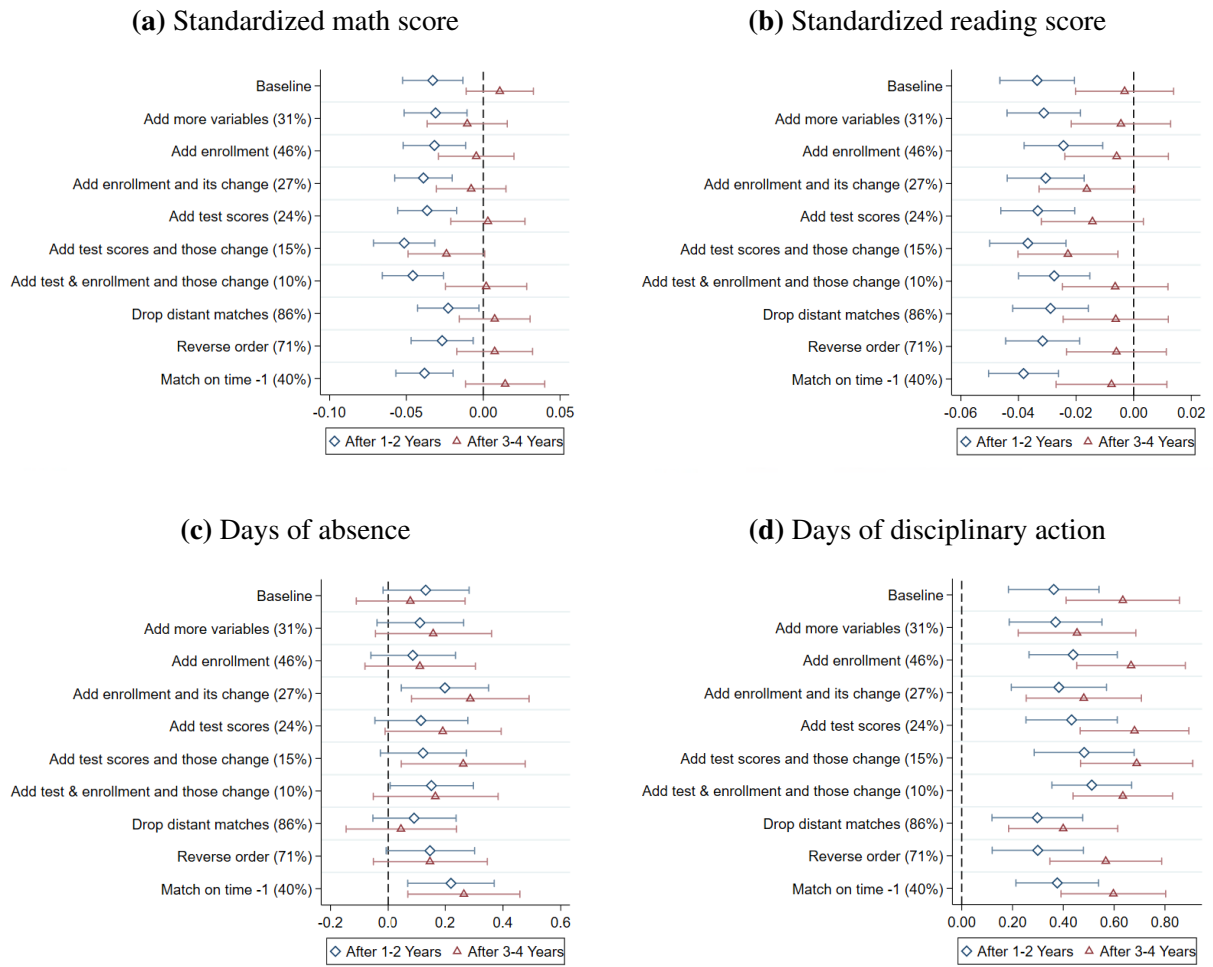 (a) Standardized math score
Baseline
Add more variables (31%)
Add enrollment (46%)
Add enrollment and its change (27%)
Add test scores (24%)
Add test scores and those change (15%)
Add test & enrollment and those change (10%)
Drop distant matches (86%)
Reverse order (71%)
Match on time -1 (40%)
-0.10 -0.05 0.00 0.05
After 1-2 Years After 3-4 Years
(b) Standardized reading score
Baseline
Add more variables (31%)
Add enrollment (46%)
Add enrollment and its change (27%)
Add test scores (24%)
Add test scores and those change (15%)
Add test & enrollment and those change (10%)
Drop distant matches (86%)
Reverse order (71%)
Match on time -1 (40%)
-0.06 -0.04 -0.02 0.00 0.02
After 1-2 Years After 3-4 Years
(c) Days of absence
Baseline
Add more variables (31%)
Add enrollment (46%)
Add enrollment and its change (27%)
Add test scores (24%)
Add test scores and those change (15%)
Add test & enrollment and those change (10%)
Drop distant matches (86%)
Reverse order (71%)
Match on time -1 (40%)
-0.2 0.0 0.2 0.4 0.6
After 1-2 Years After 3-4 Years
(d) Days of disciplinary action
Baseline
Add more variables (31%)
Add enrollment (46%)
Add enrollment and its change (27%)
Add test scores (24%)
Add test scores and those change (15%)
Add test & enrollment and those change (10%)
Drop distant matches (86%)
Reverse order (71%)
Match on time -1 (40%)
0.00 0.20 0.40 0.60 0.80
After 1-2 Years After 3-4 Years